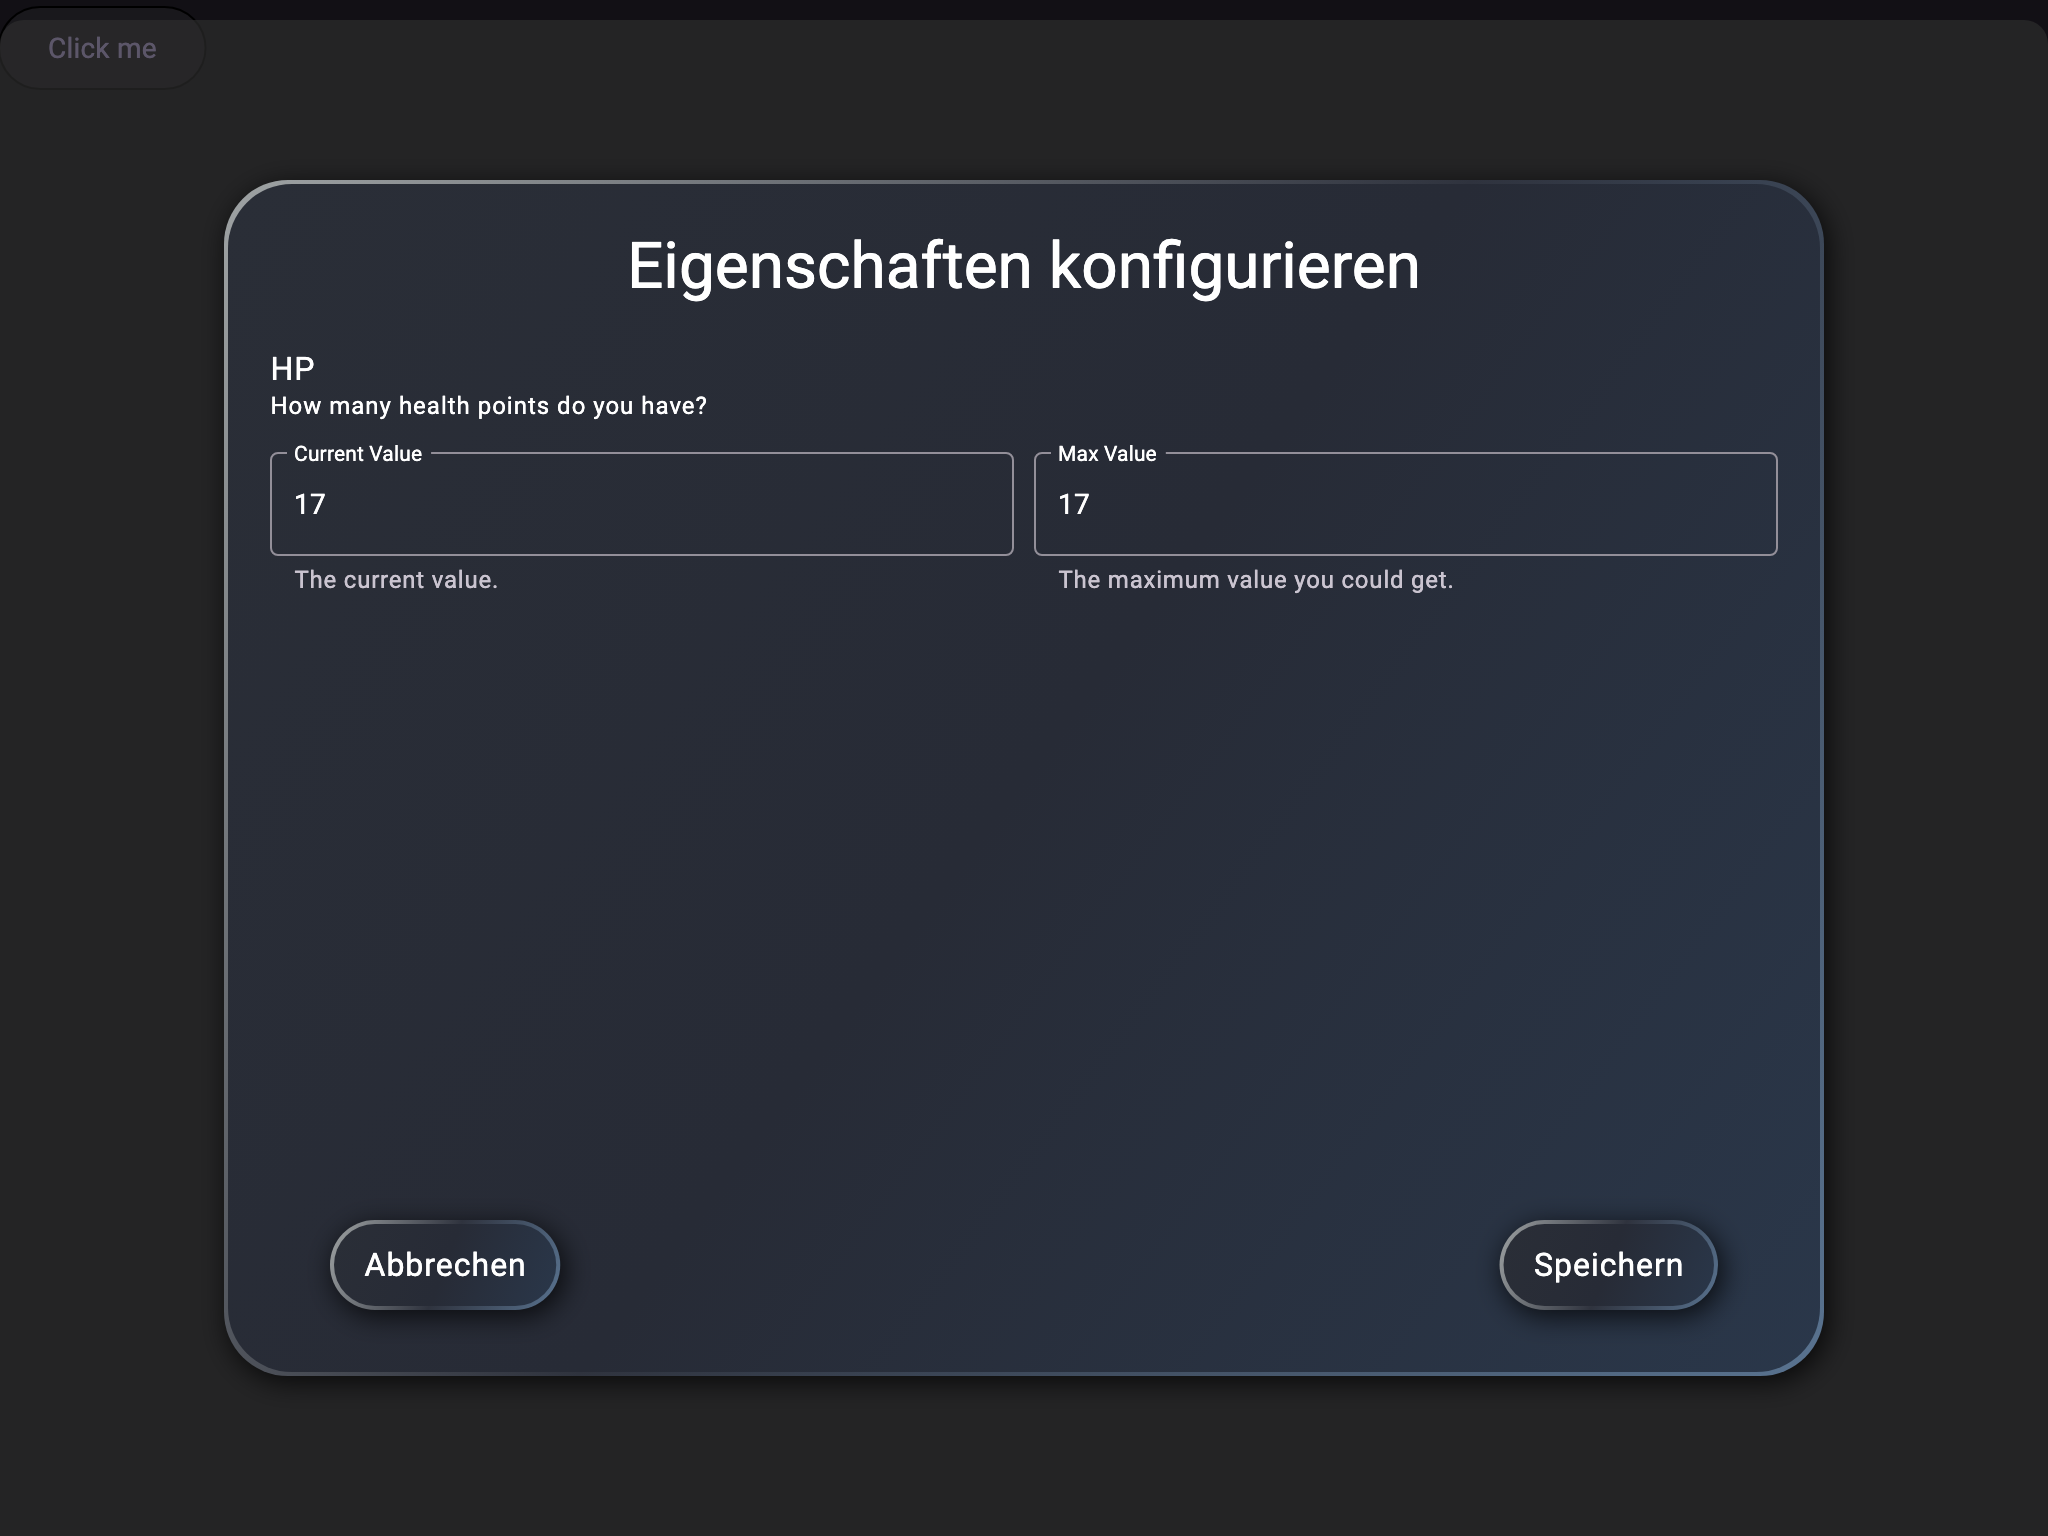 Click me
Eigenschaften konfigurieren
HP
How many health points do you have?
Current Value
17
The current value.
Max Value
17
The maximum value you could get.
Abbrechen
Speichern